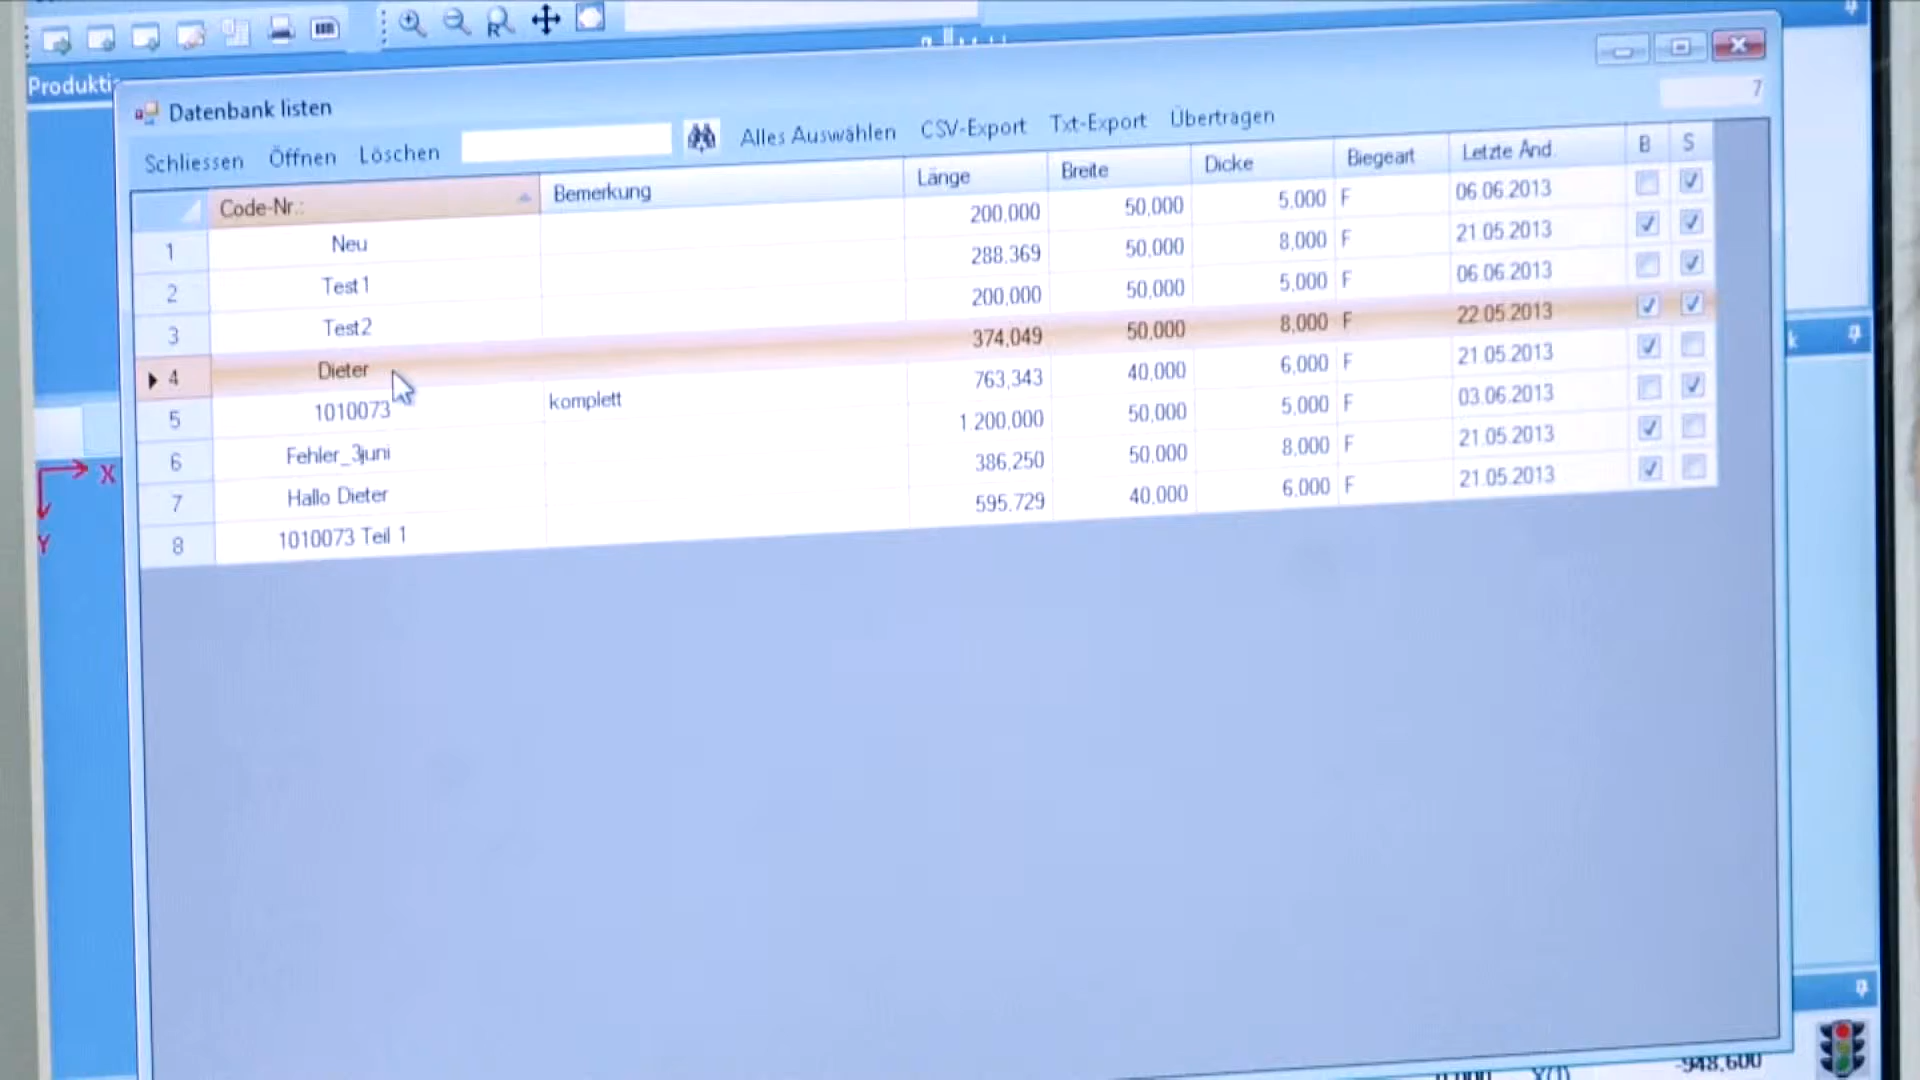 Produkti
Datenbank listen
7
Schliessen Öffnen Löschen Alles Auswählen CSV-Export Txt-Export Übertragen
Code-Nr.: Bemerkung Länge Breite Dicke Biegeart Letzte Änd. B S
1 Neu 200,000 50,000 5,000 F 06.06.2013
2 Test1 288,369 50,000 8,000 F 21.05.2013
3 Test2 200,000 50,000 5,000 F 06.06.2013
4 Dieter 374,049 50,000 8,000 F 22.05.2013
5 1010073 komplett 763,343 40,000 6,000 F 21.05.2013
6 Fehler_3juni 1.200,000 50,000 5,000 F 03.06.2013
7 Hallo Dieter 386,250 50,000 8,000 F 21.05.2013
8 1010073 Teil 1 595,729 40,000 6,000 F 21.05.2013
X
Y
-948,600